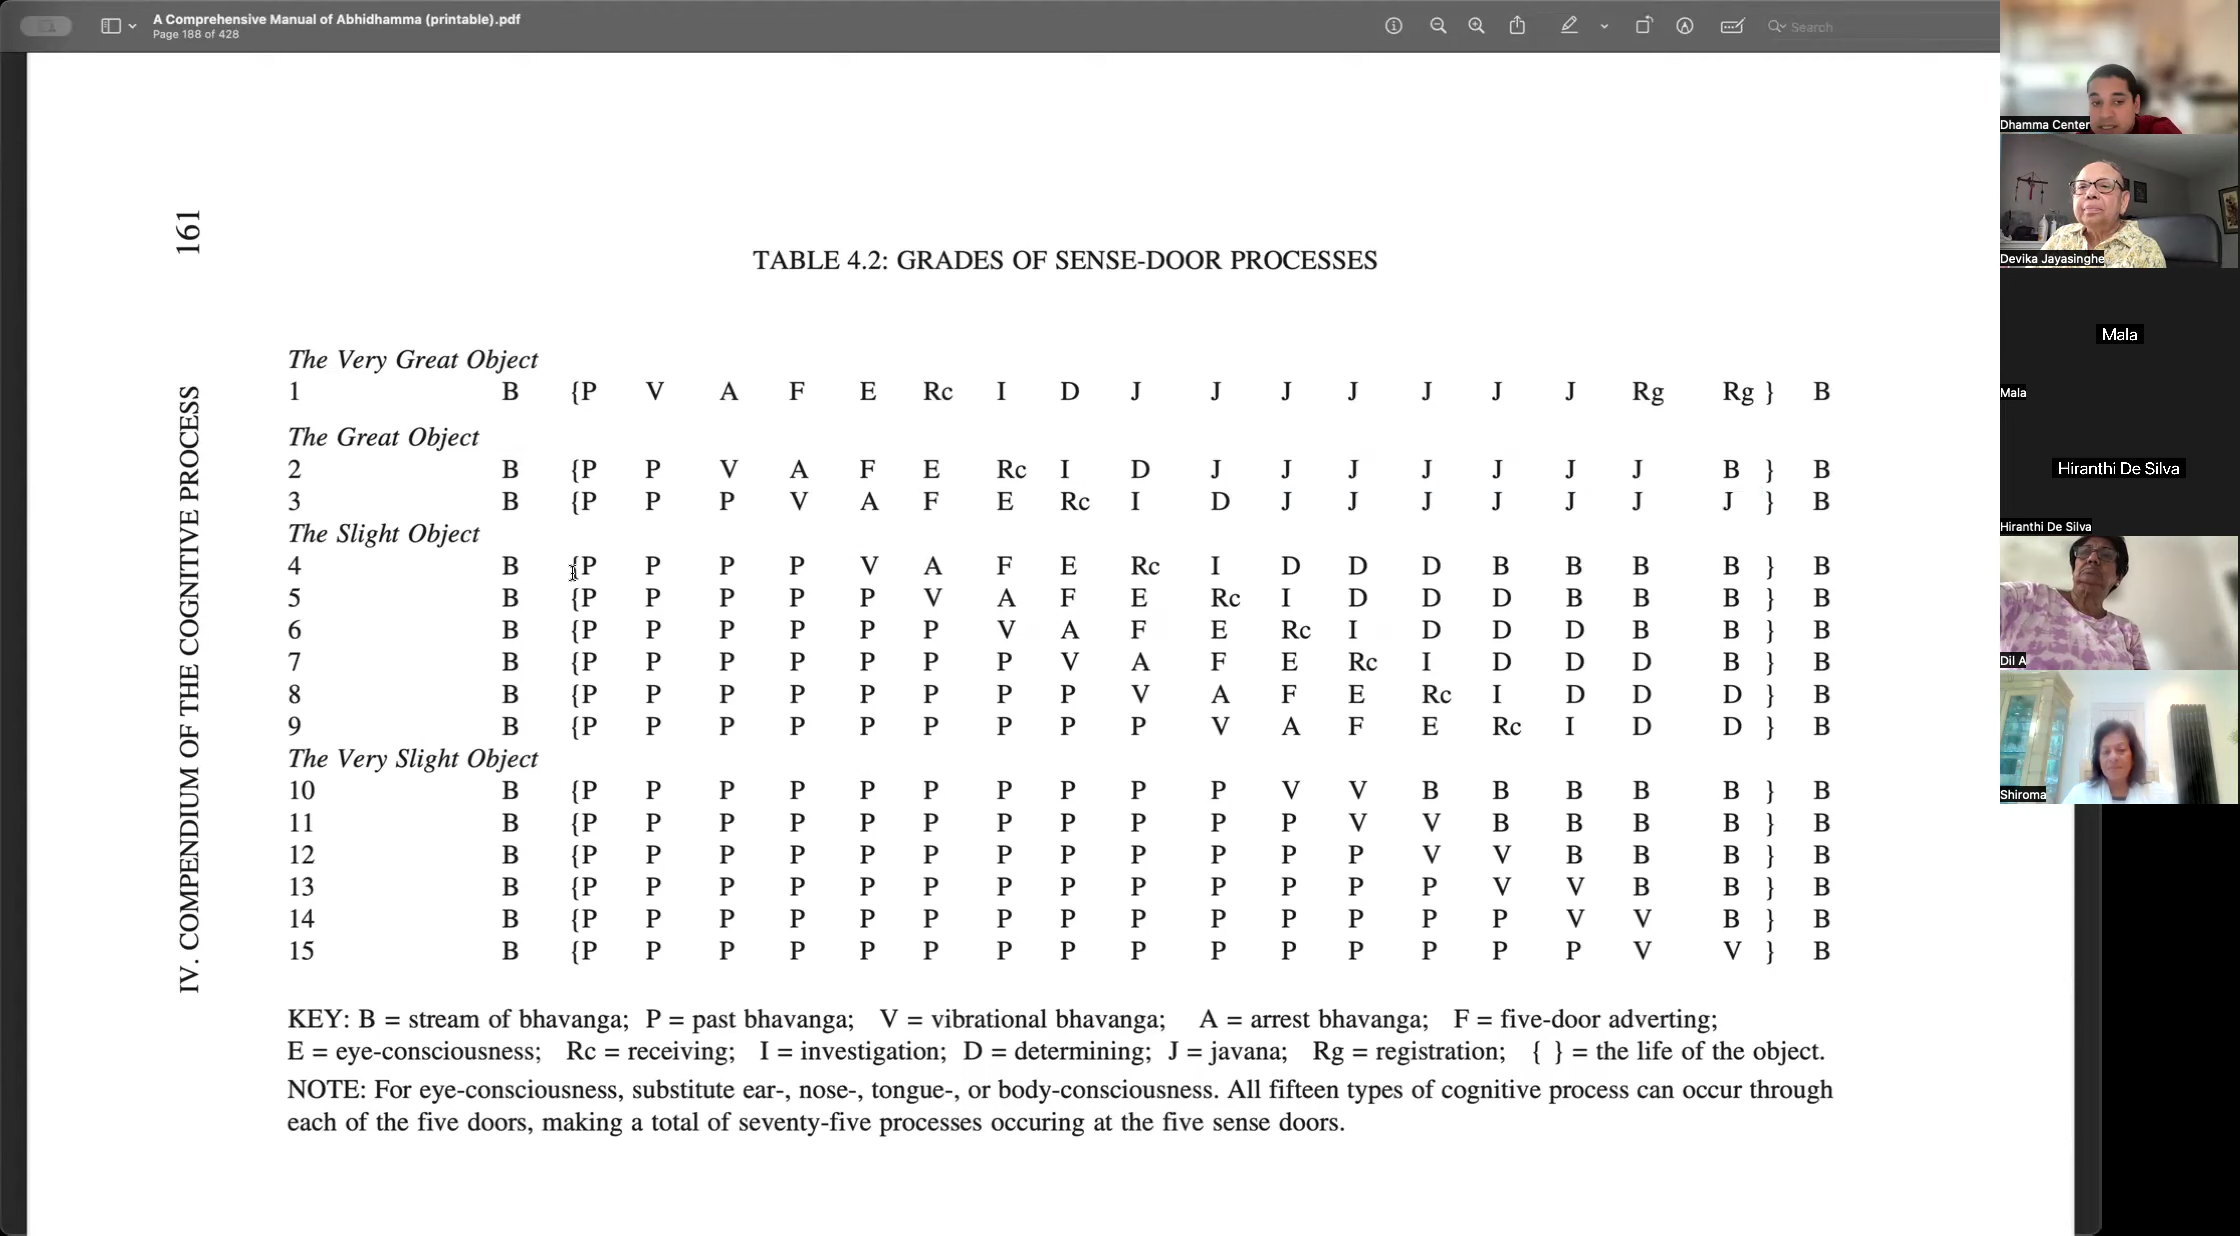 A Comprehensive Manual of Abhidhamma (printable).pdf
Page 188 of 428
Search
161
IV. COMPENDIUM OF THE COGNITIVE PROCESS
TABLE 4.2: GRADES OF SENSE-DOOR PROCESSES
The Very Great Object
1 B {P V A F E Rc I D J J J J J J J Rg Rg } B
The Great Object
2 B {P P V A F E Rc I D J J J J J J J B } B
3 B {P P P V A F E Rc I D J J J J J J J } B
The Slight Object
4 B {P P P P V A F E Rc I D D D B B B B } B
5 B {P P P P P V A F E Rc I D D D B B B } B
6 B {P P P P P P V A F E Rc I D D D B B } B
7 B {P P P P P P P V A F E Rc I D D D B } B
8 B {P P P P P P P P V A F E Rc I D D D } B
9 B {P P P P P P P P P V A F E Rc I D D } B
The Very Slight Object
10 B {P P P P P P P P P P V V B B B B B } B
11 B {P P P P P P P P P P P V V B B B B } B
12 B {P P P P P P P P P P P P V V B B B } B
13 B {P P P P P P P P P P P P P V V B B } B
14 B {P P P P P P P P P P P P P P V V B } B
15 B {P P P P P P P P P P P P P P P V V } B
KEY: B = stream of bhavanga; P = past bhavanga; V = vibrational bhavanga; A = arrest bhavanga; F = five-door adverting;
E = eye-consciousness; Rc = receiving; I = investigation; D = determining; J = javana; Rg = registration; { } = the life of the object.
NOTE: For eye-consciousness, substitute ear-, nose-, tongue-, or body-consciousness. All fifteen types of cognitive process can occur through
each of the five doors, making a total of seventy-five processes occuring at the five sense doors.
Dhamma Center
Devika Jayasinghe
Mala
Mala
Hiranthi De Silva
Hiranthi De Silva
Dil A
Shiroma